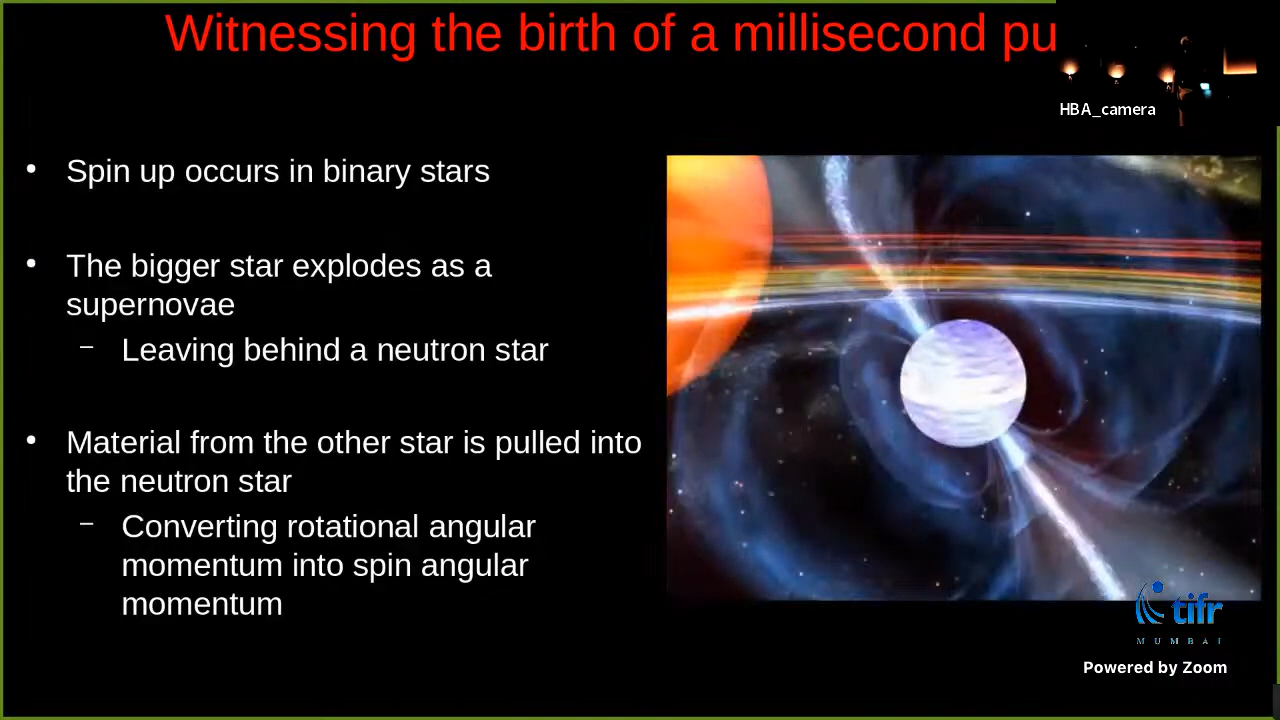 Witnessing the birth of a millisecond pu
HBA_camera
• Spin up occurs in binary stars
• The bigger star explodes as a
supernovae
– Leaving behind a neutron star
• Material from the other star is pulled into
the neutron star
– Converting rotational angular
momentum into spin angular
momentum
tifr
MUMBAI
Powered by Zoom